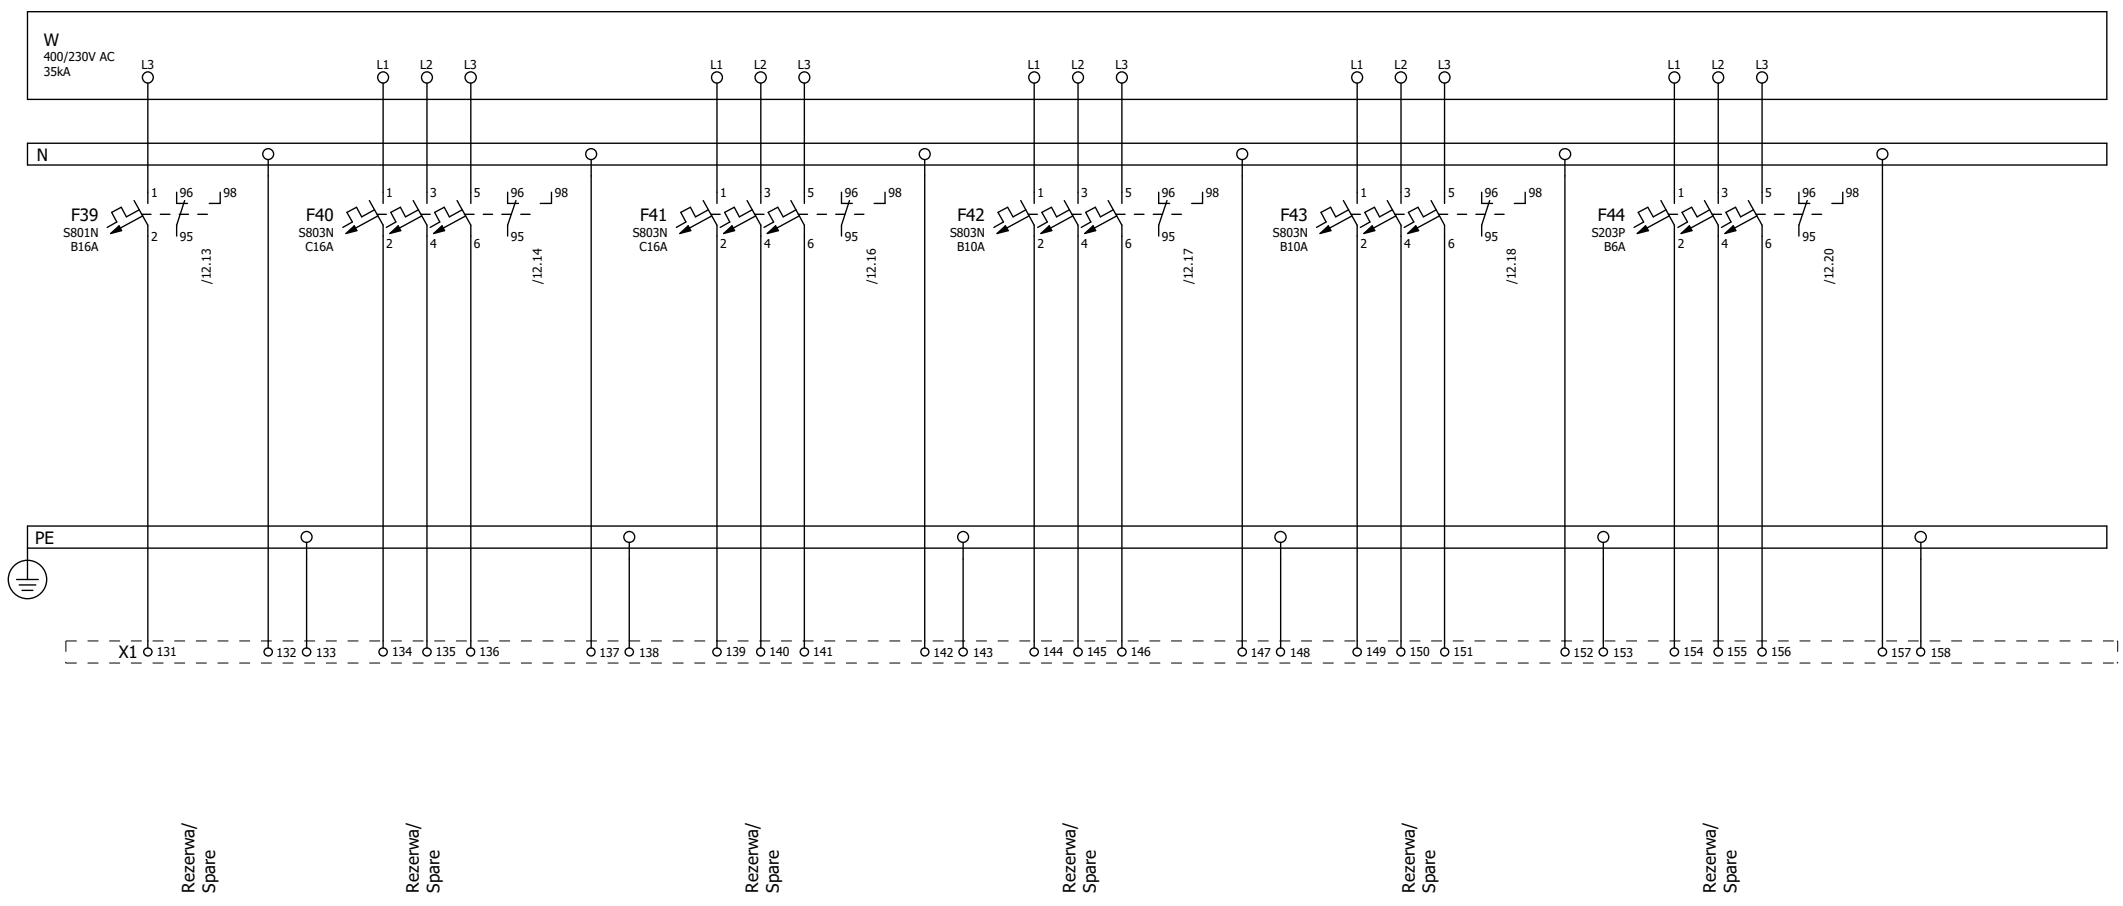 W
400/230V AC
35kA
L3
L1 L2 L3
L1 L2 L3
L1 L2 L3
L1 L2 L3
L1 L2 L3
N
F39
S801N
B16A
1
2
96
98
95
/12.13
F40
S803N
C16A
1 3 5
2 4 6
96
98
95
/12.14
F41
S803N
C16A
1 3 5
2 4 6
96
98
95
/12.16
F42
S803N
B10A
1 3 5
2 4 6
96
98
95
/12.17
F43
S803N
B10A
1 3 5
2 4 6
96
98
95
/12.18
F44
S203P
B6A
1 3 5
2 4 6
96
98
95
/12.20
PE
X1 131 132 133 134 135 136 137 138 139 140 141 142 143 144 145 146 147 148 149 150 151 152 153 154 155 156 157 158
Rezerwa/
Spare
Rezerwa/
Spare
Rezerwa/
Spare
Rezerwa/
Spare
Rezerwa/
Spare
Rezerwa/
Spare